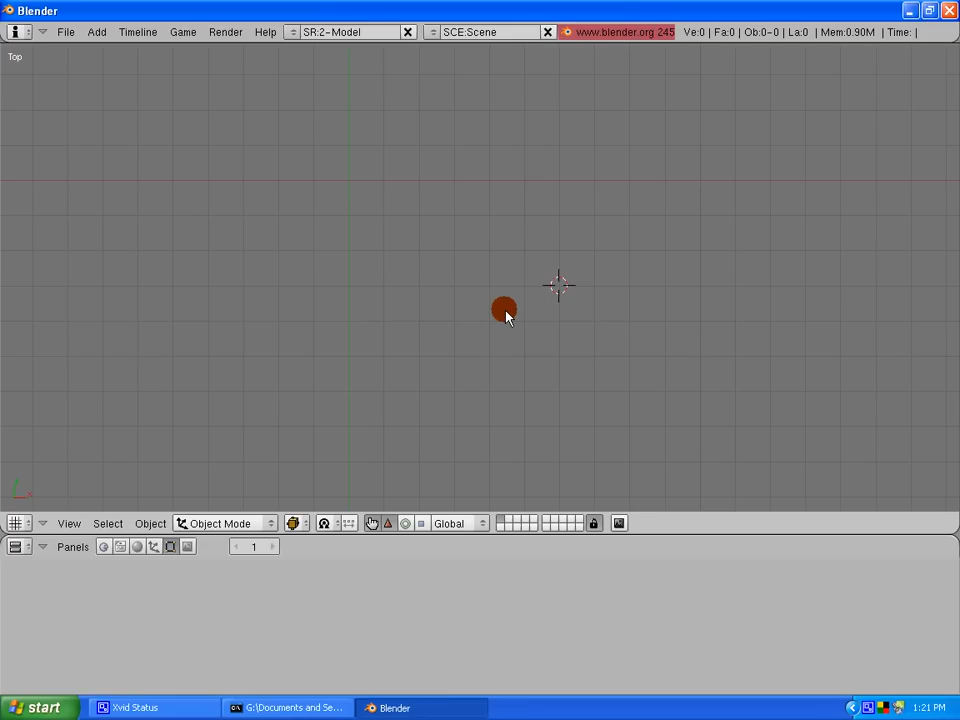 Blender
File Add Timeline Game Render Help SR:2-Model SCE:Scene www.blender.org 245 Ve:0 | Fa:0 | Ob:0-0 | La:0 | Mem:0.90M | Time: |
Top
View Select Object Object Mode Global
Panels 1
start Xvid Status G:\Documents and Se... Blender 1:21 PM